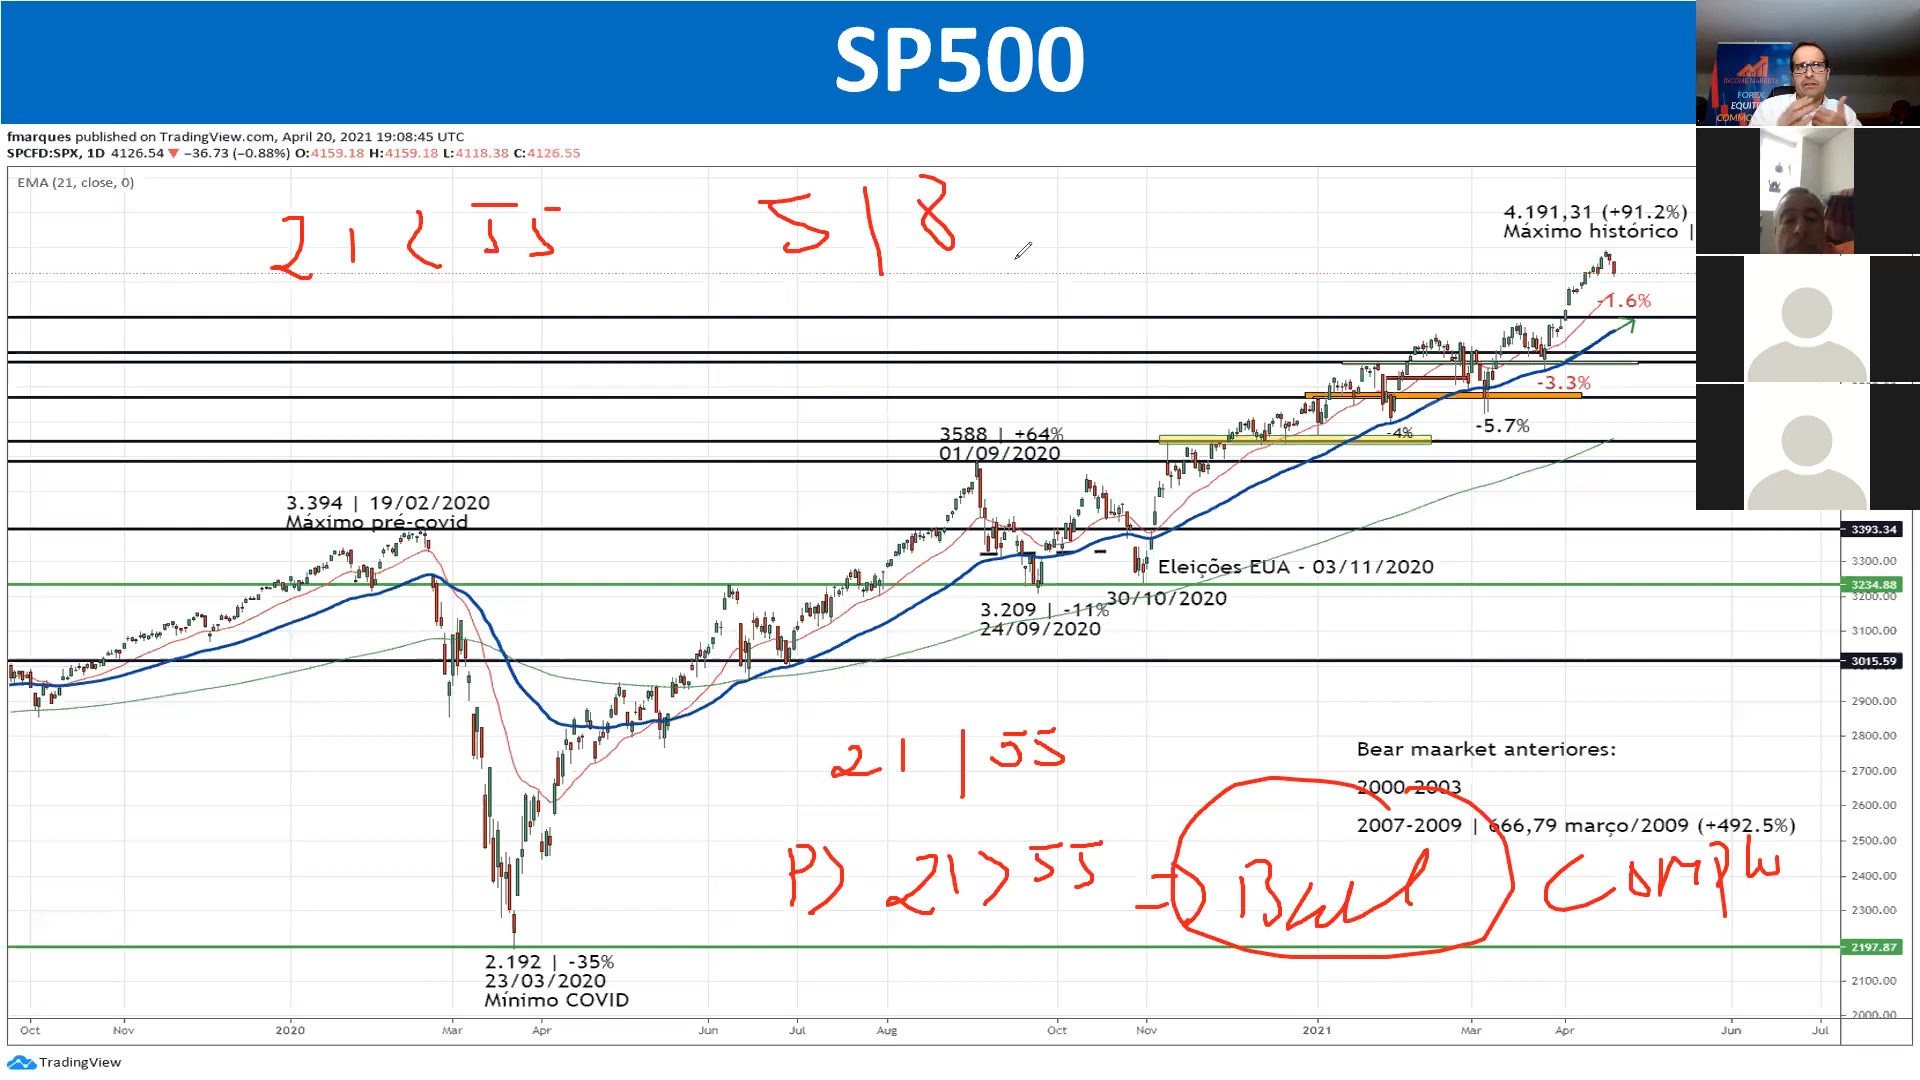 SP500
fmarques published on TradingView.com, April 20, 2021 19:08:45 UTC
SPCFD:SPX, 1D 4126.54 ▼ −36.73 (−0.88%) O:4159.18 H:4159.18 L:4118.38 C:4126.55
EMA (21, close, 0)
21 < 55
5 | 8
4.191,31 (+91.2%)
Máximo histórico |
-1.6%
-3.3%
-5.7%
-4%
3588 | +64%
01/09/2020
3.394 | 19/02/2020
Máximo pré-covid
Eleições EUA - 03/11/2020
30/10/2020
3.209 | -11%
24/09/2020
21 | 55
Bear maarket anteriores:
2000-2003
2007-2009 | 666,79 março/2009 (+492.5%)
P> 21 > 55 => Bull
2.192 | -35%
23/03/2020
Mínimo COVID
3393.34
3300.00
3234.88
3200.00
3100.00
3015.59
2900.00
2800.00
2700.00
2600.00
2500.00
2400.00
2300.00
2197.87
2100.00
2000.00
Oct Nov 2020 Mar Apr Jun Jul Aug Oct Nov 2021 Mar Apr Jun Jul
TradingView
INCOME MARKETS
FOREX